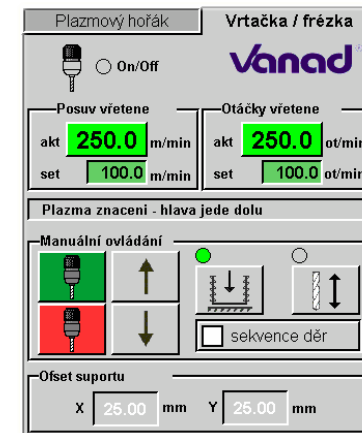 Plazmový hořák Vrtačka / frézka
On/Off Vanad
Posuv vřetene Otáčky vřetene
akt 250.0 m/min akt 250.0 ot/min
set 100.0 m/min set 100.0 ot/min
Plazma znaceni - hlava jede dolu
Manuální ovládání
sekvence děr
Ofset suportu
X 25.00 mm Y 25.00 mm